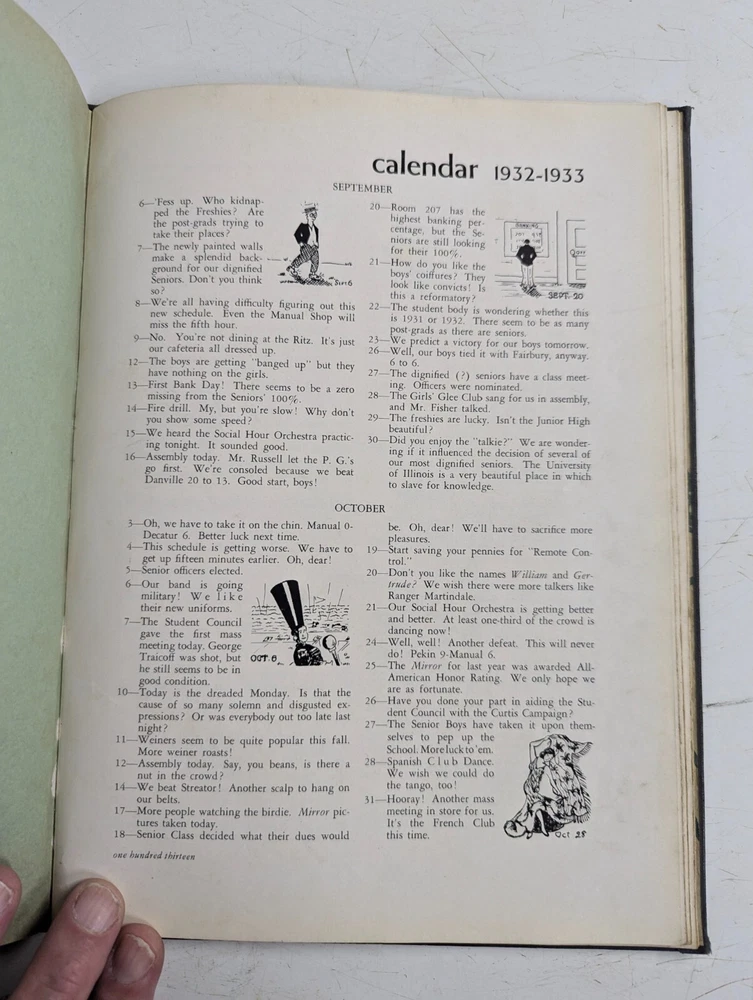 calendar 1932-1933
SEPTEMBER
6—'Fess up. Who kidnap-
ped the Freshies? Are
the post-grads trying to
take their places?
7—The newly painted walls
make a splendid back-
ground for our dignified
Seniors. Don't you think
so?
Sept 6
8—We're all having difficulty figuring out this
new schedule. Even the Manual Shop will
miss the fifth hour.
9—No. You're not dining at the Ritz. It's just
our cafeteria all dressed up.
12—The boys are getting "banged up" but they
have nothing on the girls.
13—First Bank Day! There seems to be a zero
missing from the Seniors' 100%.
14—Fire drill. My, but you're slow! Why don't
you show some speed?
15—We heard the Social Hour Orchestra practic-
ing tonight. It sounded good.
16—Assembly today. Mr. Russell let the P. G.'s
go first. We're consoled because we beat
Danville 20 to 13. Good start, boys!
20—Room 207 has the
highest banking per-
centage, but the Se-
niors are still looking
for their 100%.
21—How do you like the
boys' coiffures? They
look like convicts! Is
this a reformatory?
BANKING
SEPT. 20
22—The student body is wondering whether this
is 1931 or 1932. There seem to be as many
post-grads as there are seniors.
23—We predict a victory for our boys tomorrow.
26—Well, our boys tied with Fairbury, anyway.
6 to 6.
27—The dignified (?) seniors have a class meet-
ing. Officers were nominated.
28—The Girls' Glee Club sang for us in assembly,
and Mr. Fisher talked.
29—The freshies are lucky. Isn't the Junior High
beautiful?
30—Did you enjoy the "talkie?" We are wonder-
ing if it influenced the decision of several of
our most dignified seniors. The University
of Illinois is a very beautiful place in which
to slave for knowledge.
OCTOBER
3—Oh, we have to take it on the chin. Manual 0-
Decatur 6. Better luck next time.
4—This schedule is getting worse. We have to
get up fifteen minutes earlier. Oh, dear!
5—Senior officers elected.
6—Our band is going
military! We like
their new uniforms.
7—The Student Council
gave the first mass
meeting today. George
Traicoff was shot, but
he still seems to be in
good condition.
OCT. 6
10—Today is the dreaded Monday. Is that the
cause of so many solemn and disgusted ex-
pressions? Or was everybody out too late last
night?
11—Weiners seem to be quite popular this fall.
More weiner roasts!
12—Assembly today. Say, you beans, is there a
nut in the crowd?
14—We beat Streator! Another scalp to hang on
our belts.
17—More people watching the birdie. Mirror pic-
tures taken today.
18—Senior Class decided what their dues would
be. Oh, dear! We'll have to sacrifice more
pleasures.
19—Start saving your pennies for "Remote Con-
trol."
20—Don't you like the names William and Ger-
trude? We wish there were more talkers like
Ranger Martindale.
21—Our Social Hour Orchestra is getting better
and better. At least one-third of the crowd is
dancing now!
24—Well, well! Another defeat. This will never
do! Pekin 9-Manual 6.
25—The Mirror for last year was awarded All-
American Honor Rating. We only hope we
are as fortunate.
26—Have you done your part in aiding the Stu-
dent Council with the Curtis Campaign?
27—The Senior Boys have taken it upon them-
selves to pep up the
School. More luck to 'em.
28—Spanish Club Dance.
We wish we could do
the tango, too!
31—Hooray! Another mass
meeting in store for us.
It's the French Club
this time.
Oct 28
one hundred thirteen